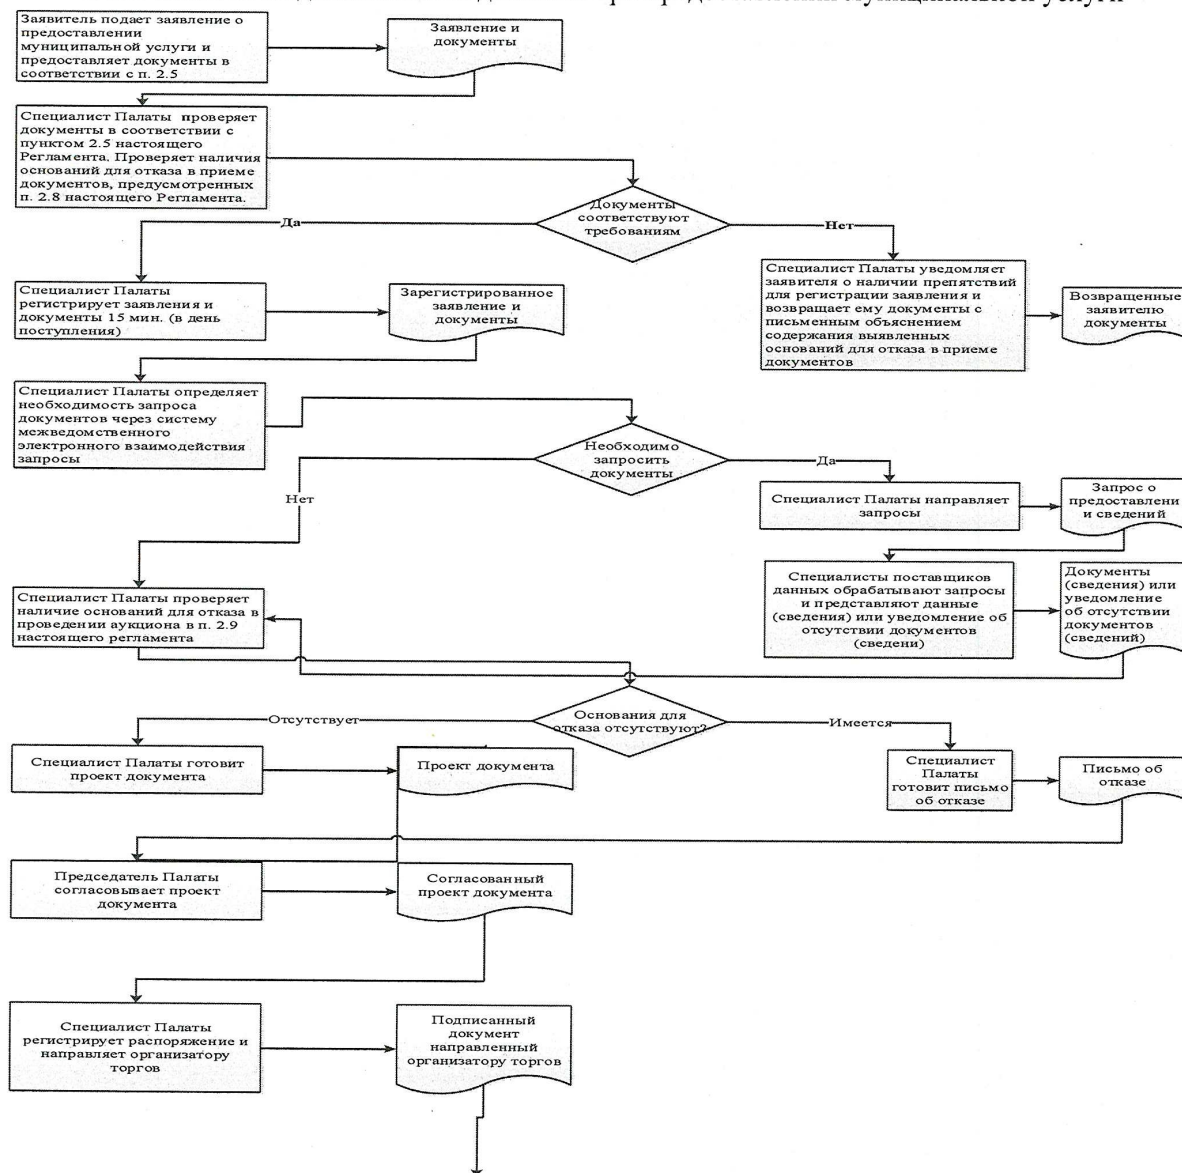 предоставлении муниципальной услуги
Заявитель подает заявление о
предоставлении
муниципальной услуги и
предоставляет документы в
соответствии с п. 2.5
Заявление и
документы
Специалист Палаты проверяет
документы в соответствии с
пунктом 2.5 настоящего
Регламента. Проверяет наличия
оснований для отказа в приеме
документов, предусмотренных
п. 2.8 настоящего Регламента.
Документы
соответствуют
требованиям
Да
Нет
Специалист Палаты
регистрирует заявления и
документы 15 мин. (в день
поступления)
Зарегистрированное
заявление и
документы
Специалист Палаты уведомляет
заявителя о наличии препятствий
для регистрации заявления и
возвращает ему документы с
письменным объяснением
содержания выявленных
оснований для отказа в приеме
документов
Возвращенные
заявителю
документы
Специалист Палаты определяет
необходимость запроса
документов через систему
межведомственного
электронного взаимодействия
запросы
Необходимо
запросить
документы
Нет
Да
Специалист Палаты направляет
запросы
Запрос о
предоставлени
и сведений
Специалисты поставщиков
данных обрабатывают запросы
и представляют данные
(сведения) или уведомление об
отсутствии документов
(сведени)
Документы
(сведения) или
уведомление
об отсутствии
документов
(сведений)
Специалист Палаты проверяет
наличие оснований для отказа в
проведении аукциона в п. 2.9
настоящего регламента
Основания для
отказа отсутствуют?
Отсутствует
Имеется
Специалист Палаты готовит
проект документа
Проект документа
Специалист
Палаты
готовит письмо
об отказе
Письмо об
отказе
Председатель Палаты
согласовывает проект
документа
Согласованный
проект документа
Специалист Палаты
регистрирует распоряжение и
направляет организатору
торгов
Подписанный
документ
направленный
организатору торгов